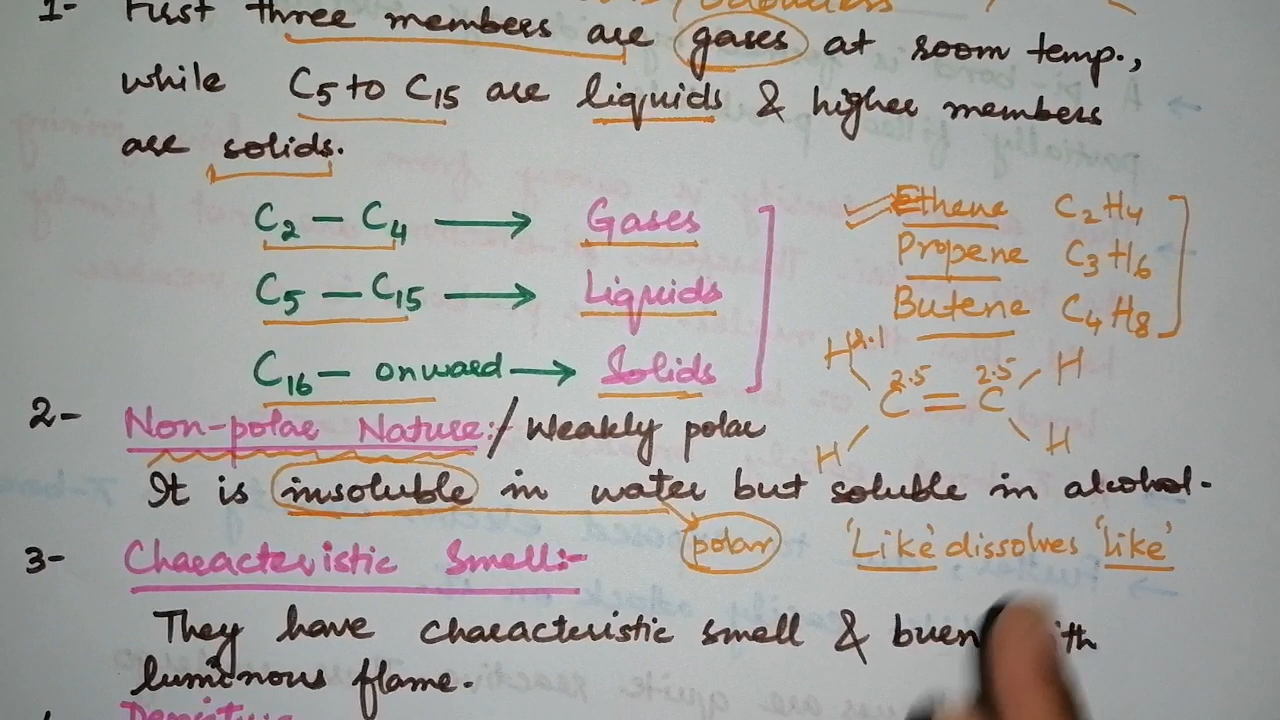 1- First three members are gases at room temp.,
while C5 to C15 are liquids & higher members
are solids.
C2 – C4 → Gases
C5 – C15 → Liquids
C16 – onward → Solids
Ethene C2H4
Propene C3H6
Butene C4H8
H 2.1 H
2.5 2.5
C = C
H H
2- Non-polar Nature:/ Weakly polar
It is insoluble in water but soluble in alcohol.
polar 'Like' dissolves 'like'
3- Characteristic Smell:-
They have characteristic smell & burn with
luminous flame.